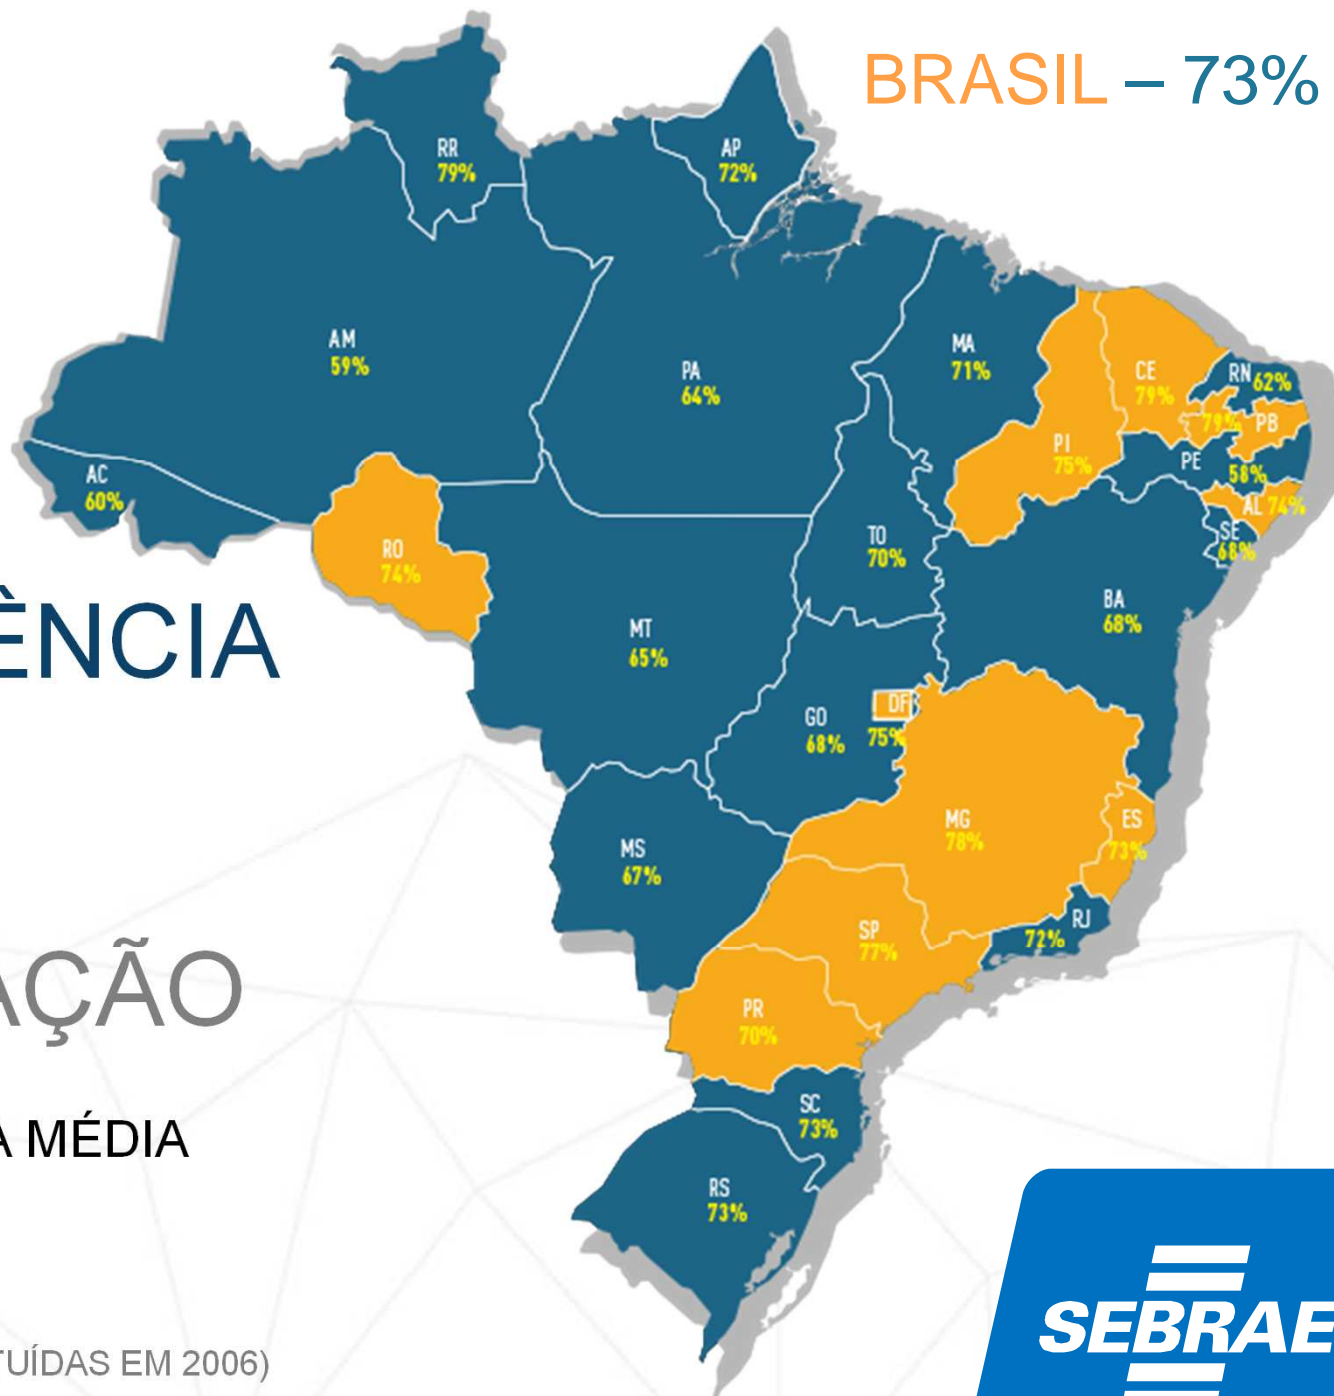 BRASIL – 73%
RR
79%
AP
72%
AM
59%
PA
64%
MA
71%
CE
79%
RN 62%
79% PB
PI
75%
PE
58%
AL 74%
SE
68%
AC
60%
RO
74%
TO
70%
BA
68%
ÊNCIA
MT
65%
GO
68%
DF
75%
MG
78%
ES
73%
MS
67%
RJ
72%
SP
77%
AÇÃO
PR
70%
SC
73%
A MÉDIA
RS
73%
SEBRAE
TUÍDAS EM 2006)